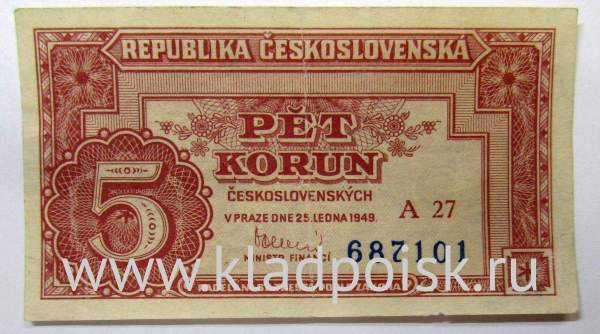 REPUBLIKA ČESKOSLOVENSKÁ
PĚT
KORUN
ČESKOSLOVENSKÝCH
V PRAZE DNE 25. LEDNA 1949.
A 27
5
687101
MINISTR FINANCÍ
www.kladpoisk.ru